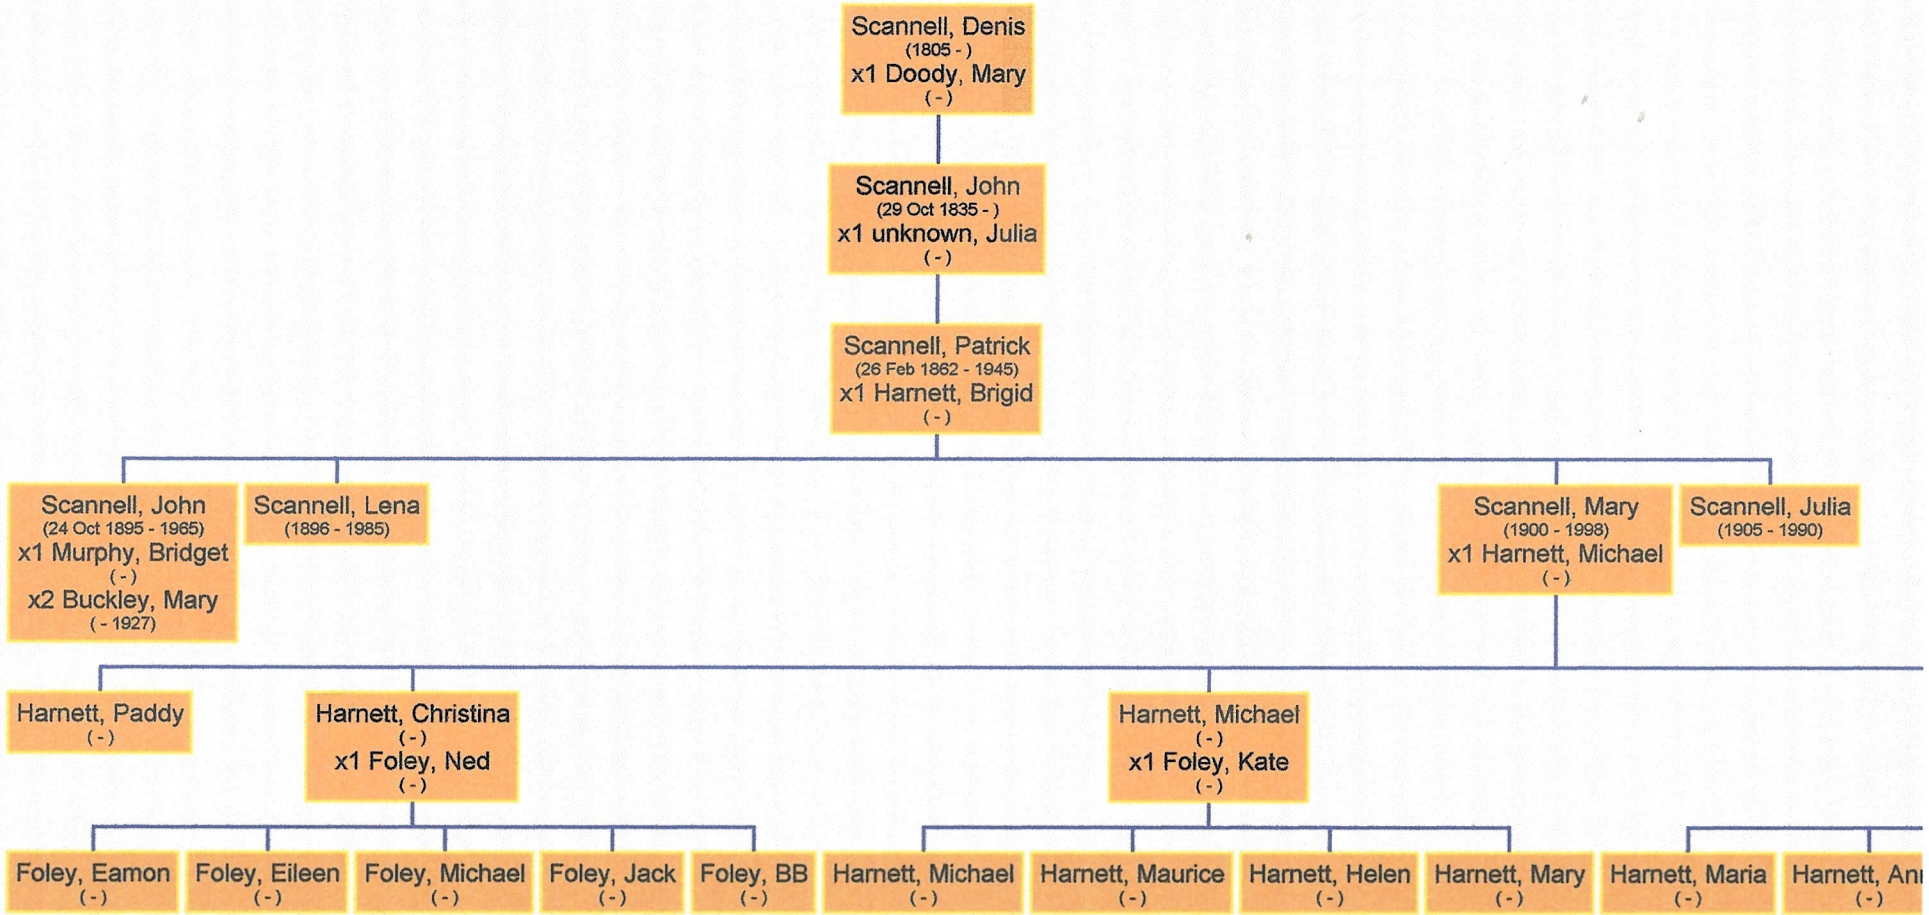 Scannell, Denis
(1805 - )
x1 Doody, Mary
( - )
Scannell, John
(29 Oct 1835 - )
x1 unknown, Julia
( - )
Scannell, Patrick
(26 Feb 1862 - 1945)
x1 Harnett, Brigid
( - )
Scannell, John
(24 Oct 1895 - 1965)
x1 Murphy, Bridget
( - )
x2 Buckley, Mary
( - 1927)
Scannell, Lena
(1896 - 1985)
Scannell, Mary
(1900 - 1998)
x1 Harnett, Michael
( - )
Scannell, Julia
(1905 - 1990)
Harnett, Paddy
( - )
Harnett, Christina
( - )
x1 Foley, Ned
( - )
Harnett, Michael
( - )
x1 Foley, Kate
( - )
Foley, Eamon
( - )
Foley, Eileen
( - )
Foley, Michael
( - )
Foley, Jack
( - )
Foley, BB
( - )
Harnett, Michael
( - )
Harnett, Maurice
( - )
Harnett, Helen
( - )
Harnett, Mary
( - )
Harnett, Maria
( - )
Harnett,
( - )